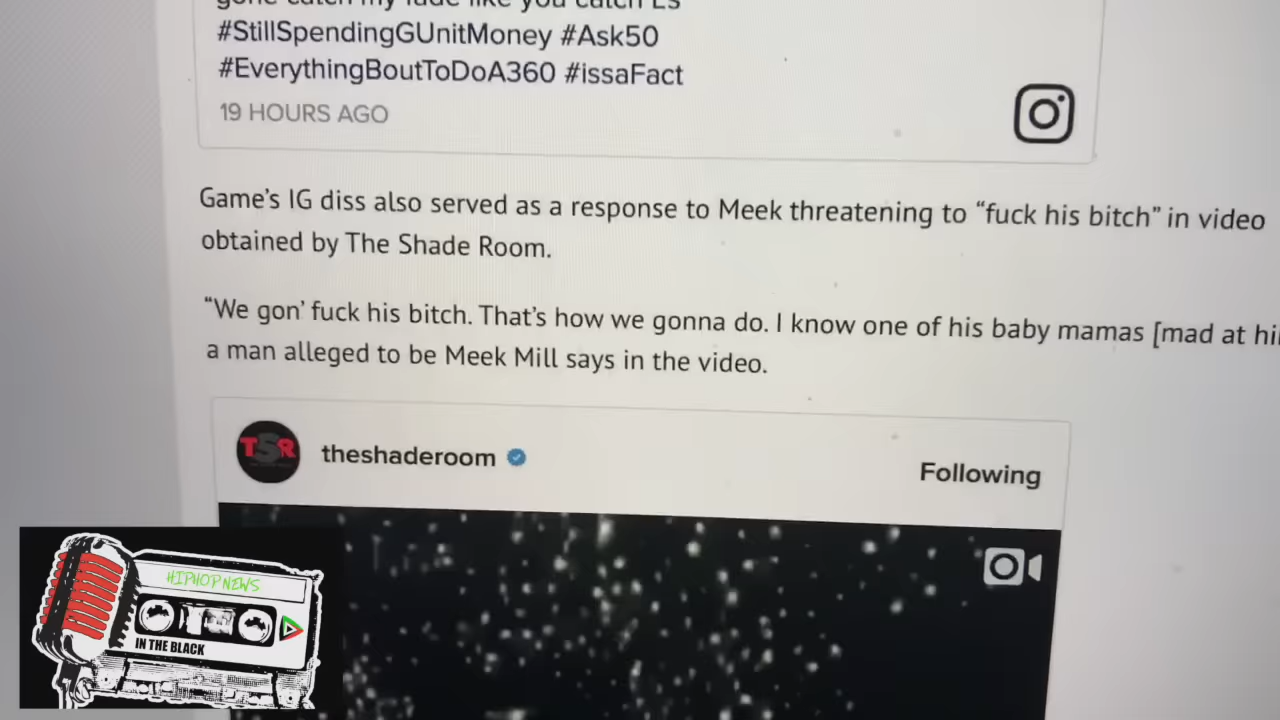 gone catch my fade like you catch Ls
#StillSpendingGUnitMoney #Ask50
#EverythingBoutToDoA360 #issaFact
19 HOURS AGO
Game's IG diss also served as a response to Meek threatening to “fuck his bitch” in video
obtained by The Shade Room.
“We gon’ fuck his bitch. That’s how we gonna do. I know one of his baby mamas [mad at
a man alleged to be Meek Mill says in the video.
TSR
theshaderoom
Following
HIPHOP NEWS
IN THE BLACK